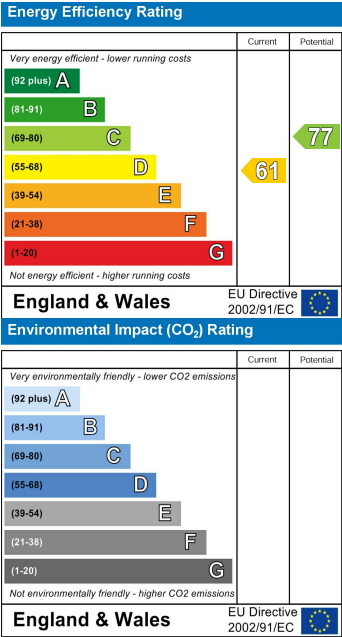 Energy Efficiency Rating
Current Potential
Very energy efficient - lower running costs
(92 plus) A
(81-91) B
(69-80) C
(55-68) D
(39-54) E
(21-38) F
(1-20) G
61
77
Not energy efficient - higher running costs
England & Wales
EU Directive
2002/91/EC
Environmental Impact (CO₂) Rating
Current Potential
Very environmentally friendly - lower CO2 emissions
(92 plus) A
(81-91) B
(69-80) C
(55-68) D
(39-54) E
(21-38) F
(1-20) G
Not environmentally friendly - higher CO2 emissions
England & Wales
EU Directive
2002/91/EC